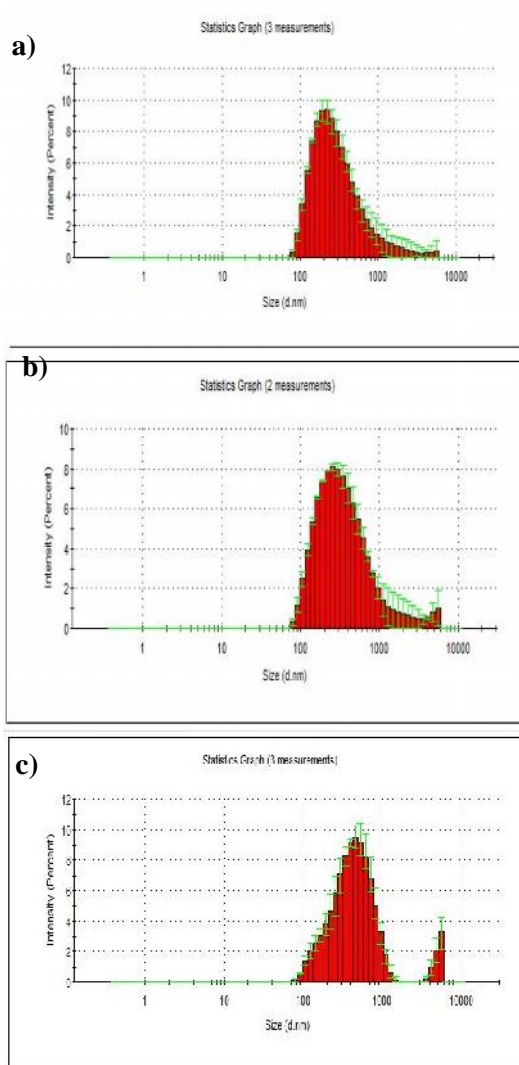 a)
Statistics Graph (3 measurements)
12
10
8
6
4
2
0
Intensity (Percent)
1 10 100 1000 10000
Size (d.nm)
b)
Statistics Graph (2 measurements)
10
8
6
4
2
0
Intensity (Percent)
1 10 100 1000 10000
Size (d.nm)
c)
Statistics Graph (3 measurements)
12
10
8
6
4
2
0
Intensity (Percent)
1 10 100 1000 10000
Size (d.nm)